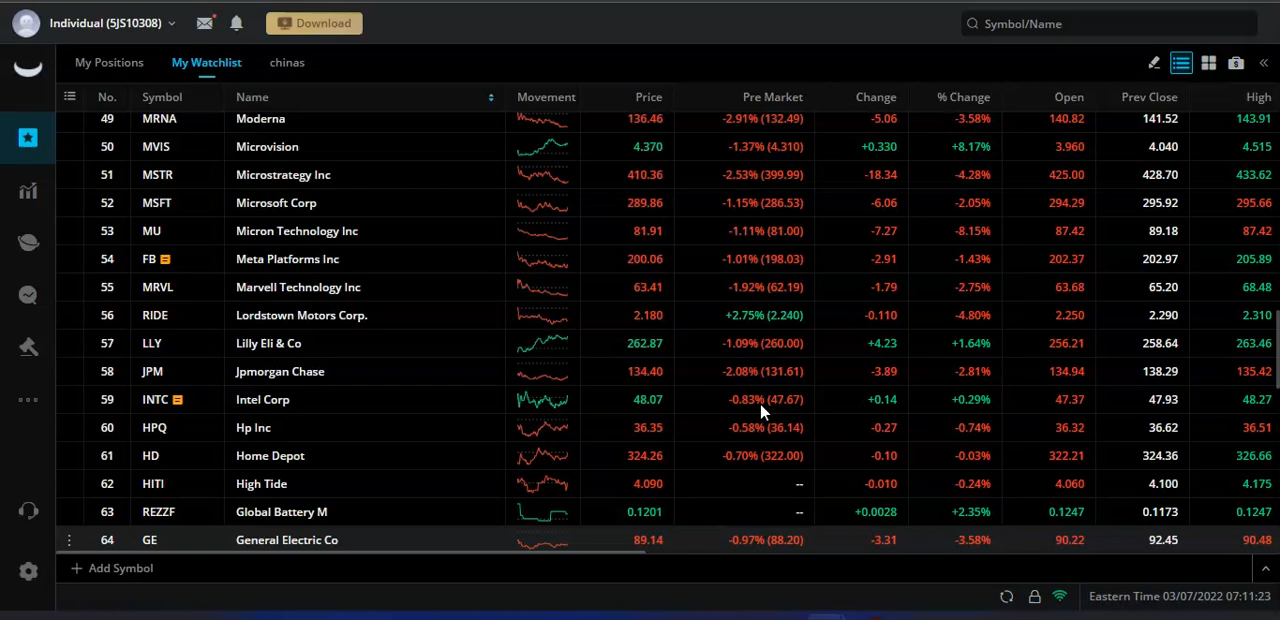 Individual (5JS10308) Download Symbol/Name
My Positions My Watchlist chinas
No. Symbol Name Movement Price Pre Market Change % Change Open Prev Close High
49 MRNA Moderna 136.46 -2.91% (132.49) -5.06 -3.58% 140.82 141.52 143.91
50 MVIS Microvision 4.370 -1.37% (4.310) +0.330 +8.17% 3.960 4.040 4.515
51 MSTR Microstrategy Inc 410.36 -2.53% (399.99) -18.34 -4.28% 425.00 428.70 433.62
52 MSFT Microsoft Corp 289.86 -1.15% (286.53) -6.06 -2.05% 294.29 295.92 295.66
53 MU Micron Technology Inc 81.91 -1.11% (81.00) -7.27 -8.15% 87.42 89.18 87.42
54 FB Meta Platforms Inc 200.06 -1.01% (198.03) -2.91 -1.43% 202.37 202.97 205.89
55 MRVL Marvell Technology Inc 63.41 -1.92% (62.19) -1.79 -2.75% 63.68 65.20 68.48
56 RIDE Lordstown Motors Corp. 2.180 +2.75% (2.240) -0.110 -4.80% 2.250 2.290 2.310
57 LLY Lilly Eli & Co 262.87 -1.09% (260.00) +4.23 +1.64% 256.21 258.64 263.46
58 JPM Jpmorgan Chase 134.40 -2.08% (131.61) -3.89 -2.81% 134.94 138.29 135.42
59 INTC Intel Corp 48.07 -0.83% (47.67) +0.14 +0.29% 47.37 47.93 48.27
60 HPQ Hp Inc 36.35 -0.58% (36.14) -0.27 -0.74% 36.32 36.62 36.51
61 HD Home Depot 324.26 -0.70% (322.00) -0.10 -0.03% 322.21 324.36 326.66
62 HITI High Tide 4.090 -- -0.010 -0.24% 4.060 4.100 4.175
63 REZZF Global Battery M 0.1201 -- +0.0028 +2.35% 0.1247 0.1173 0.1247
64 GE General Electric Co 89.14 -0.97% (88.20) -3.31 -3.58% 90.22 92.45 90.48
+ Add Symbol
Eastern Time 03/07/2022 07:11:23